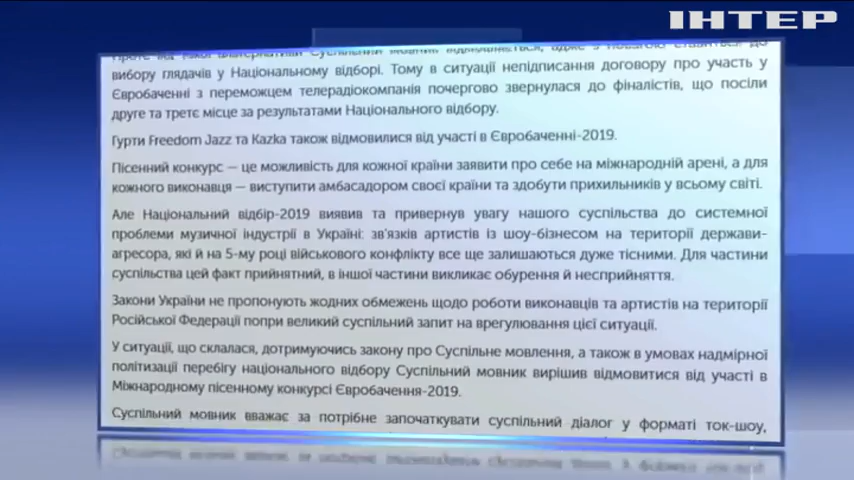 ІНТЕР
вибору глядачів у Національному відборі. Тому в ситуації непідписання договору про участь у
Євробаченні з переможцем телерадіокомпанія почергово звернулася до фіналістів, що посіли
друге та третє місце за результатами Національного відбору.
Гурти Freedom Jazz та Kazka також відмовилися від участі в Євробаченні-2019.
Пісенний конкурс — це можливість для кожної країни заявити про себе на міжнародній арені, а для
кожного виконавця — виступити амбасадором своєї країни та здобути прихильників у всьому світі.
Але Національний відбір-2019 виявив та привернув увагу нашого суспільства до системної
проблеми музичної індустрії в Україні: зв'язків артистів із шоу-бізнесом на території держави-
агресора, які й на 5-му році військового конфлікту все ще залишаються дуже тісними. Для частини
суспільства цей факт прийнятний, в іншої частини викликає обурення й несприйняття.
Закони України не пропонують жодних обмежень щодо роботи виконавців та артистів на території
Російської Федерації попри великий суспільний запит на врегулювання цієї ситуації.
У ситуації, що склалася, дотримуючись закону про Суспільне мовлення, а також в умовах надмірної
політизації перебігу національного відбору Суспільний мовник вирішив відмовитися від участі в
Міжнародному пісенному конкурсі Євробачення-2019.
Суспільний мовник вважає за потрібне започаткувати суспільний діалог у форматі ток-шоу,